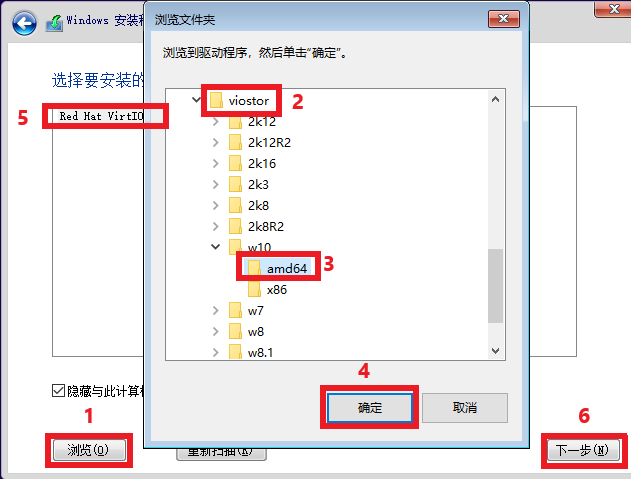 Windows 安装程
浏览文件夹
浏览到驱动程序，然后单击“确定”。
选择要安装的
5
Red Hat VirtIO
viostor
2
2k12
2k12R2
2k16
2k3
2k8
2k8R2
w10
amd64
3
x86
w7
w8
w8.1
隐藏与此计算机
4
确定
取消
1
浏览(O)
重新扫描(R)
6
下一步(N)